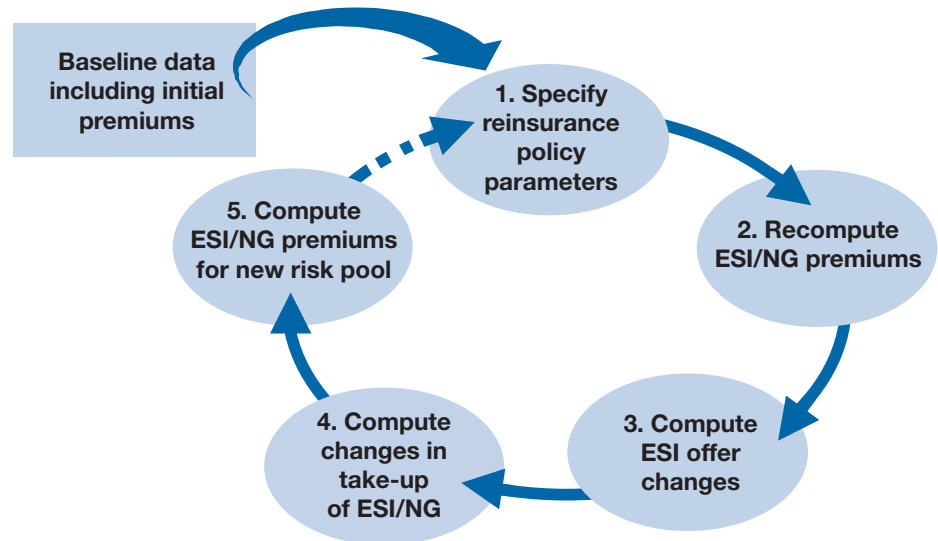 Baseline data
including initial
premiums
1. Specify
reinsurance
policy
parameters
2. Recompute
ESI/NG premiums
3. Compute
ESI offer
changes
4. Compute
changes in
take-up
of ESI/NG
5. Compute
ESI/NG premiums
for new risk pool